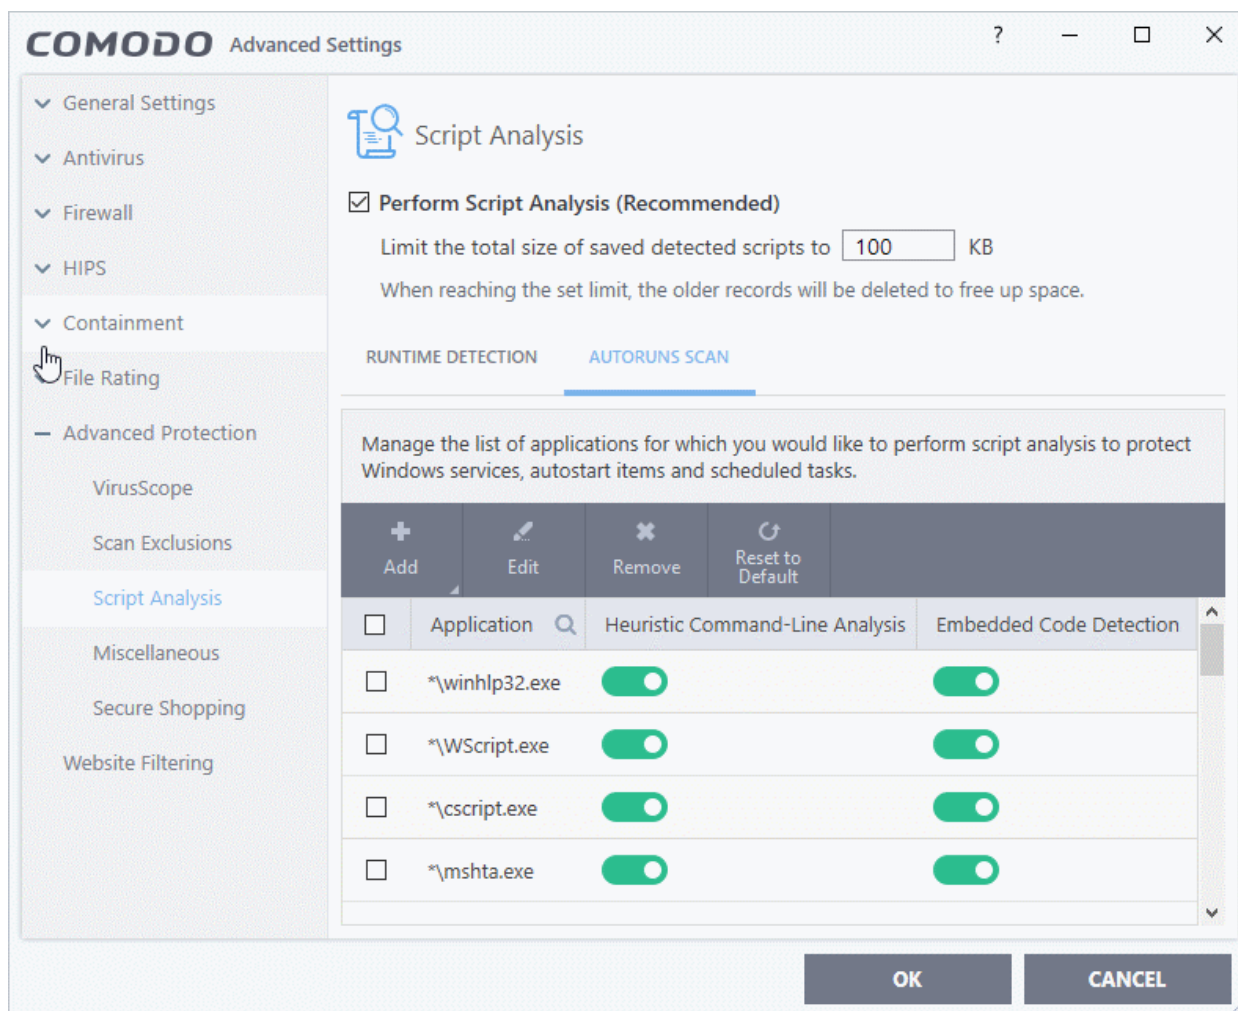 COMODO Advanced Settings
?
General Settings
Antivirus
Firewall
HIPS
Containment
File Rating
Advanced Protection
VirusScope
Scan Exclusions
Script Analysis
Miscellaneous
Secure Shopping
Website Filtering
Script Analysis
Perform Script Analysis (Recommended)
Limit the total size of saved detected scripts to 100 KB
When reaching the set limit, the older records will be deleted to free up space.
RUNTIME DETECTION AUTORUNS SCAN
Manage the list of applications for which you would like to perform script analysis to protect
Windows services, autostart items and scheduled tasks.
Add Edit Remove Reset to
Default
Application Heuristic Command-Line Analysis Embedded Code Detection
*\winhlp32.exe
*\WScript.exe
*\cscript.exe
*\mshta.exe
OK CANCEL